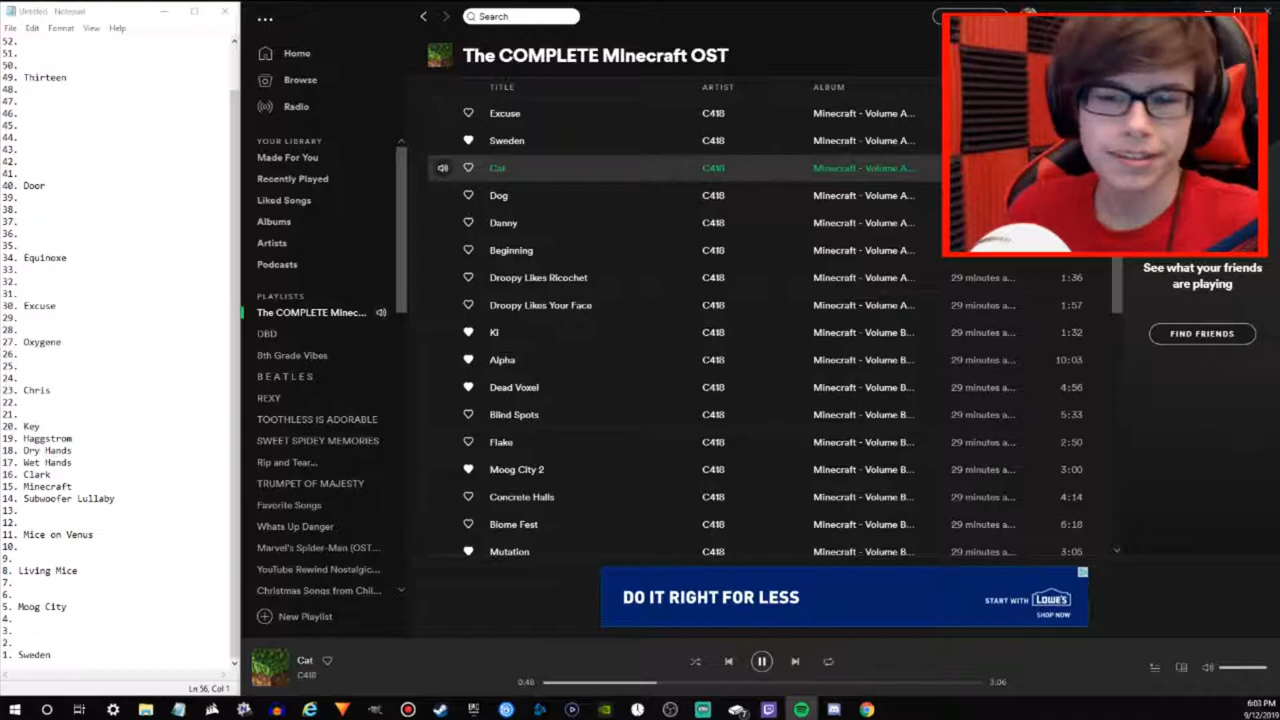 Untitled - Notepad
File Edit Format View Help
52.
51.
50.
49. Thirteen
48.
47.
46.
45.
44.
43.
42.
41.
40. Door
39.
38.
37.
36.
35.
34. Equinoxe
33.
32.
31.
30. Excuse
29.
28.
27. Oxygene
26.
25.
24.
23. Chris
22.
21.
20. Key
19. Haggstrom
18. Dry Hands
17. Wet Hands
16. Clark
15. Minecraft
14. Subwoofer Lullaby
13.
12.
11. Mice on Venus
10.
9.
8. Living Mice
7.
6.
5. Moog City
4.
3.
2.
1. Sweden
Ln 56, Col 1
Home
Browse
Radio
YOUR LIBRARY
Made For You
Recently Played
Liked Songs
Albums
Artists
Podcasts
PLAYLISTS
The COMPLETE Minec...
DBD
8th Grade Vibes
B E A T L E S
REXY
TOOTHLESS IS ADORABLE
SWEET SPIDEY MEMORIES
Rip and Tear...
TRUMPET OF MAJESTY
Favorite Songs
Whats Up Danger
Marvel's Spider-Man (OST...
YouTube Rewind Nostalgic...
Christmas Songs from Chil...
New Playlist
Search
The COMPLETE MInecraft OST
TITLE ARTIST ALBUM
Excuse C418 Minecraft - Volume A...
Sweden C418 Minecraft - Volume A...
Cat C418 Minecraft - Volume A...
Dog C418 Minecraft - Volume A...
Danny C418 Minecraft - Volume A...
Beginning C418 Minecraft - Volume A...
Droopy Likes Ricochet C418 Minecraft - Volume A... 29 minutes a... 1:36
Droopy Likes Your Face C418 Minecraft - Volume A... 29 minutes a... 1:57
Ki C418 Minecraft - Volume B... 29 minutes a... 1:32
Alpha C418 Minecraft - Volume B... 29 minutes a... 10:03
Dead Voxel C418 Minecraft - Volume B... 29 minutes a... 4:56
Blind Spots C418 Minecraft - Volume B... 29 minutes a... 5:33
Flake C418 Minecraft - Volume B... 29 minutes a... 2:50
Moog City 2 C418 Minecraft - Volume B... 29 minutes a... 3:00
Concrete Halls C418 Minecraft - Volume B... 29 minutes a... 4:14
Biome Fest C418 Minecraft - Volume B... 29 minutes a... 6:18
Mutation C418 Minecraft - Volume B... 29 minutes a... 3:05
See what your friends
are playing
FIND FRIENDS
DO IT RIGHT FOR LESS
START WITH LOWE'S
SHOP NOW
Cat
C418
0:48 3:06
6:03 PM
9/12/2019